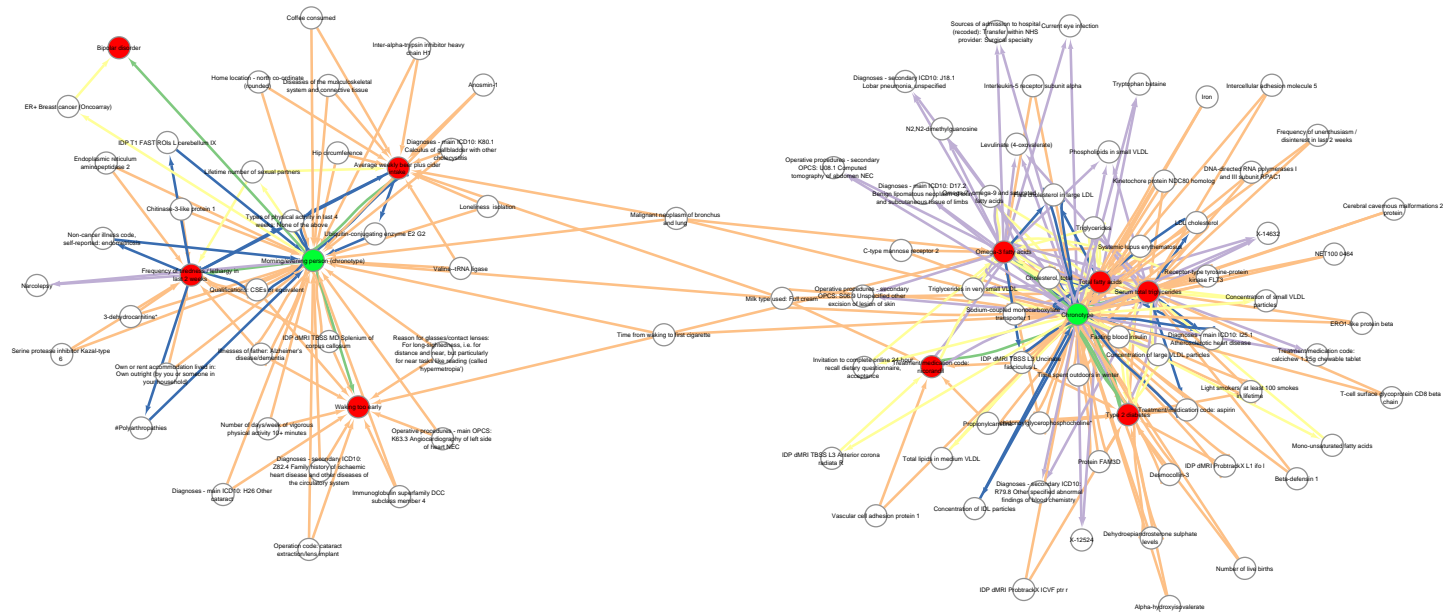 Coffee consumed
Bipolar disorder
Inter-alpha-trypsin inhibitor heavy
chain H1
Home location - north co-ordinate
(rounded)
Diseases of the musculoskeletal
system and connective tissue
Anosmin-1
ER+ Breast cancer (Oncoarray)
IDP T1 FAST ROIs L cerebellum IX
Diagnoses - main ICD10: K80.1
Calculus of gallbladder with other
cholecystitis
Hip circumference
Endoplasmic reticulum
aminopeptidase 2
Average weekly beer plus cider
intake
Lifetime number of sexual partners
Chitinase-3-like protein 1
Loneliness isolation
Types of physical activity in last 4
weeks: None of the above
Ubiquitin-conjugating enzyme E2 G2
Malignant neoplasm of bronchus
and lung
Non-cancer illness code,
self-reported:
Morning/evening person (chronotype)
Frequency of tiredness / lethargy in
last 2 weeks
Valine--tRNA ligase
Narcolepsy
Qualifications: CSEs or equivalent
Milk type used: Full cream
3-dehydrocarnitine*
Time from waking to first cigarette
IDP dMRI TBSS MD Splenium of
corpus callosum
Reason for glasses/contact lenses:
For long-sightedness, i.e. for
distance and near, but particularly
for near tasks like reading (called
'hypermetropia')
Serine protease inhibitor Kazal-type
6
Illnesses of father: Alzheimer's
disease/dementia
Own or rent accommodation lived in:
Own outright (by you or someone in
your household)
Waking too early
#Polyarthropathies
Number of days/week of vigorous
physical activity 10+ minutes
Operative procedures - main OPCS:
K63.3 Angiocardiography of left side
of heart NEC
Diagnoses - secondary ICD10:
Z82.4 Family history of ischaemic
heart disease and other diseases of
the circulatory system
Diagnoses - main ICD10: H26 Other
cataract
Immunoglobulin superfamily DCC
subclass member 4
Operation code: cataract
extraction/lens implant
Sources of admission to hospital
(recoded): Transfer within NHS
provider: Surgical specialty
Current eye infection
Diagnoses - secondary ICD10: J18.1
Lobar pneumonia, unspecified
Interleukin-5 receptor subunit alpha
Tryptophan betaine
Intercellular adhesion molecule 5
Iron
N2,N2-dimethylguanosine
Levulinate (4-oxovalerate)
Frequency of unenthusiasm /
disinterest in last 2 weeks
Operative procedures - secondary
OPCS: U08.1 Computed
tomography of abdomen NEC
Phospholipids in small VLDL
DNA-directed RNA polymerases I
and III subunit RPAC1
Kinetochore protein NDC80 homolog
Diagnoses - main ICD10: D17.2
Benign lipomatous neoplasm of skin
and subcutaneous tissue of limbs
fatty acids
cholesterol in large LDL
Cerebral cavernous malformations 2
protein
Triglycerides
LDL cholesterol
X-14632
C-type mannose receptor 2
Omega-3 fatty acids
Systemic lupus erythematosus
NET100 0464
Receptor-type tyrosine-protein
kinase FLT3
Cholesterol, total
Total fatty acids
Triglycerides in very small VLDL
Serum total triglycerides
Operative procedures - secondary
OPCS: S06.9 Unspecified other
excision of lesion of skin
Concentration of small VLDL
particles
Sodium-coupled monocarboxylate
transporter 1
Chronotype
ERO1-like protein beta
Fasting blood insulin
Diagnoses - main ICD10: I25.1
Atherosclerotic heart disease
Treatment/medication code:
calcichew 1.25g chewable tablet
Invitation to complete online 24-hour
recall dietary questionnaire,
acceptance
IDP dMRI TBSS L3 Uncinate
fasciculus L
Concentration of large VLDL particles
Time spent outdoors in winter
Light smokers, at least 100 smokes
in lifetime
T-cell surface glycoprotein CD8 beta
chain
Type 2 diabetes
Treatment/medication code: aspirin
Propionylcarnitine
Mono-unsaturated fatty acids
IDP dMRI TBSS L3 Anterior corona
radiata R
Total lipids in medium VLDL
Protein FAM3D
Desmocollin-3
IDP dMRI ProbtrackX L1 ifo l
Beta-defensin 1
Diagnoses - secondary ICD10:
R79.8 Other specified abnormal
findings of blood chemistry
Vascular cell adhesion protein 1
Concentration of IDL particles
X-12524
Dehydroepiandrosterone sulphate
levels
Number of live births
IDP dMRI ProbtrackX ICVF ptr r
Alpha-hydroxyisovalerate